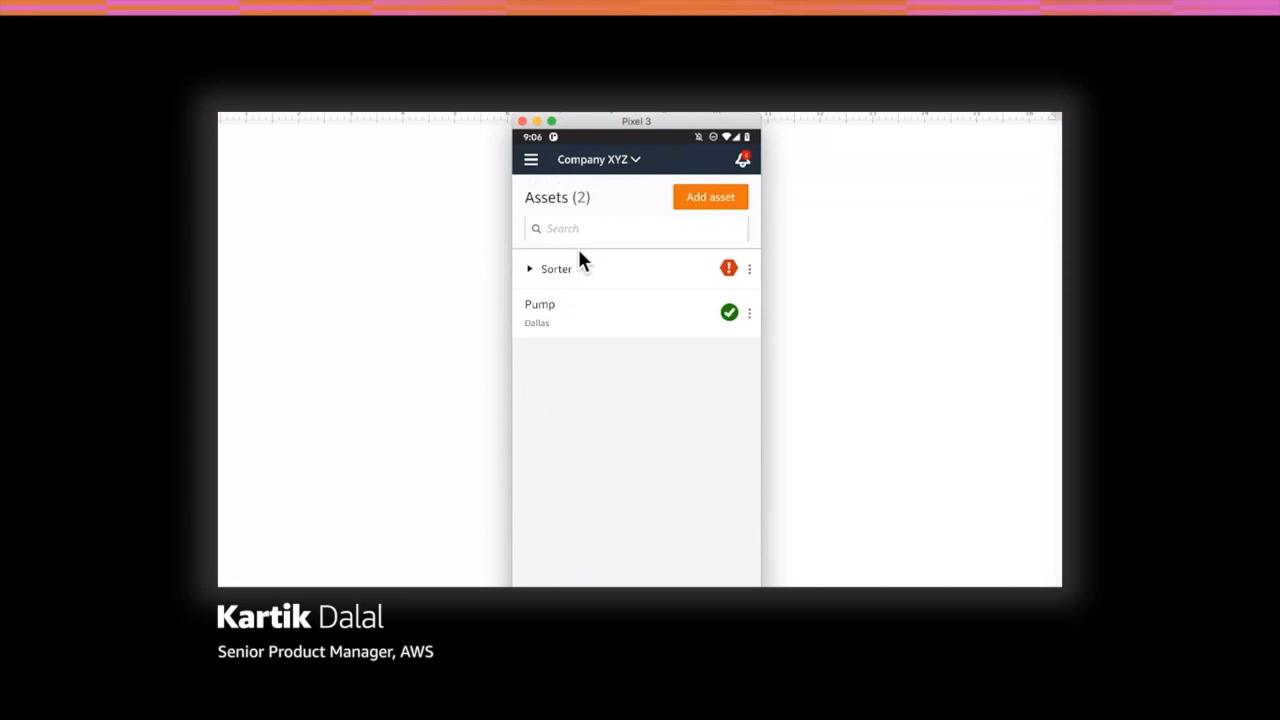 Pixel 3
9:06
Company XYZ
Assets (2)
Add asset
Search
Sorter
Pump
Dallas
Kartik Dalal
Senior Product Manager, AWS